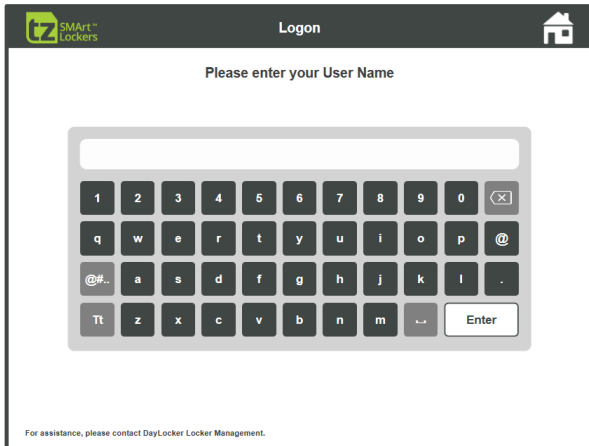 tz SMArt™
Lockers
Logon
Please enter your User Name
1 2 3 4 5 6 7 8 9 0
q w e r t y u i o p @
@#.. a s d f g h j k l .
Tt z x c v b n m Enter
For assistance, please contact DayLocker Locker Management.